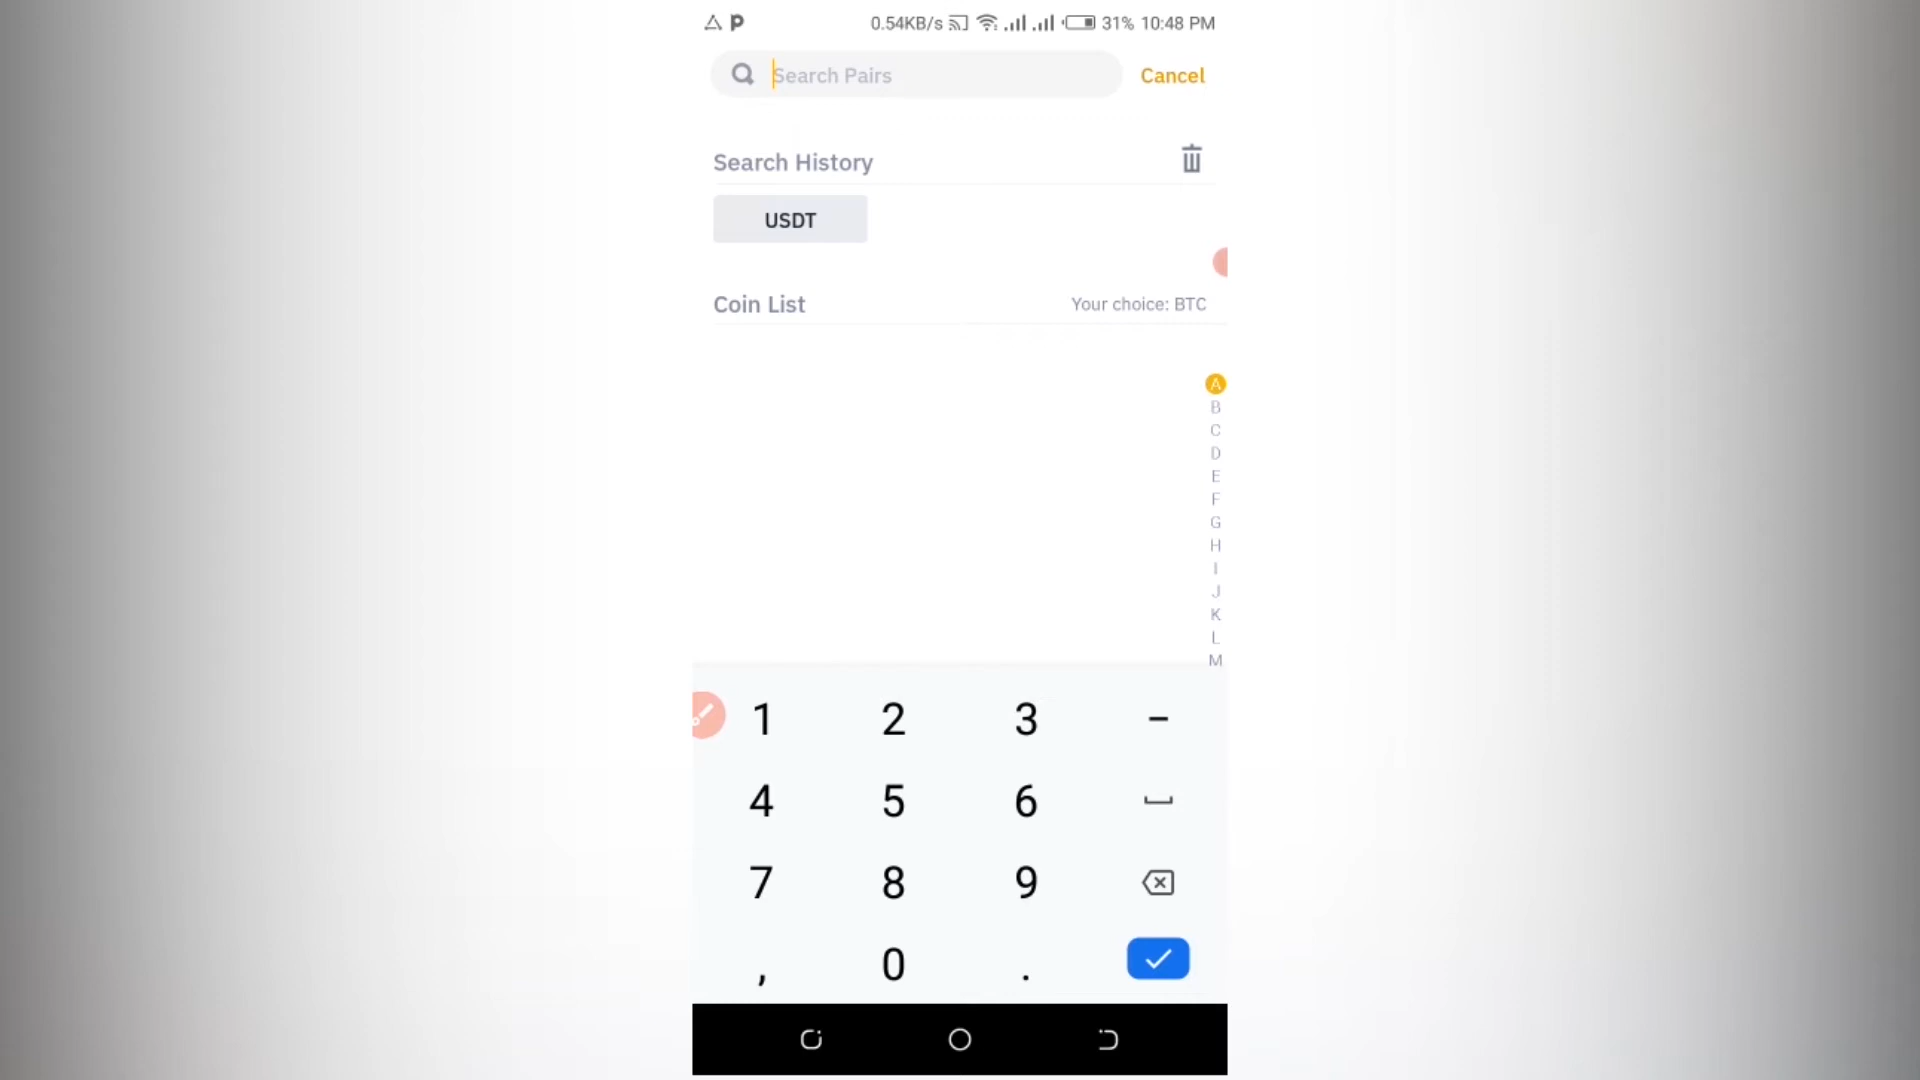 0.54KB/s 31% 10:48 PM
Search Pairs Cancel
Search History
USDT
Coin List Your choice: BTC
A
B
C
D
E
F
G
H
I
J
K
L
M
1 2 3 -
4 5 6
7 8 9
, 0 .